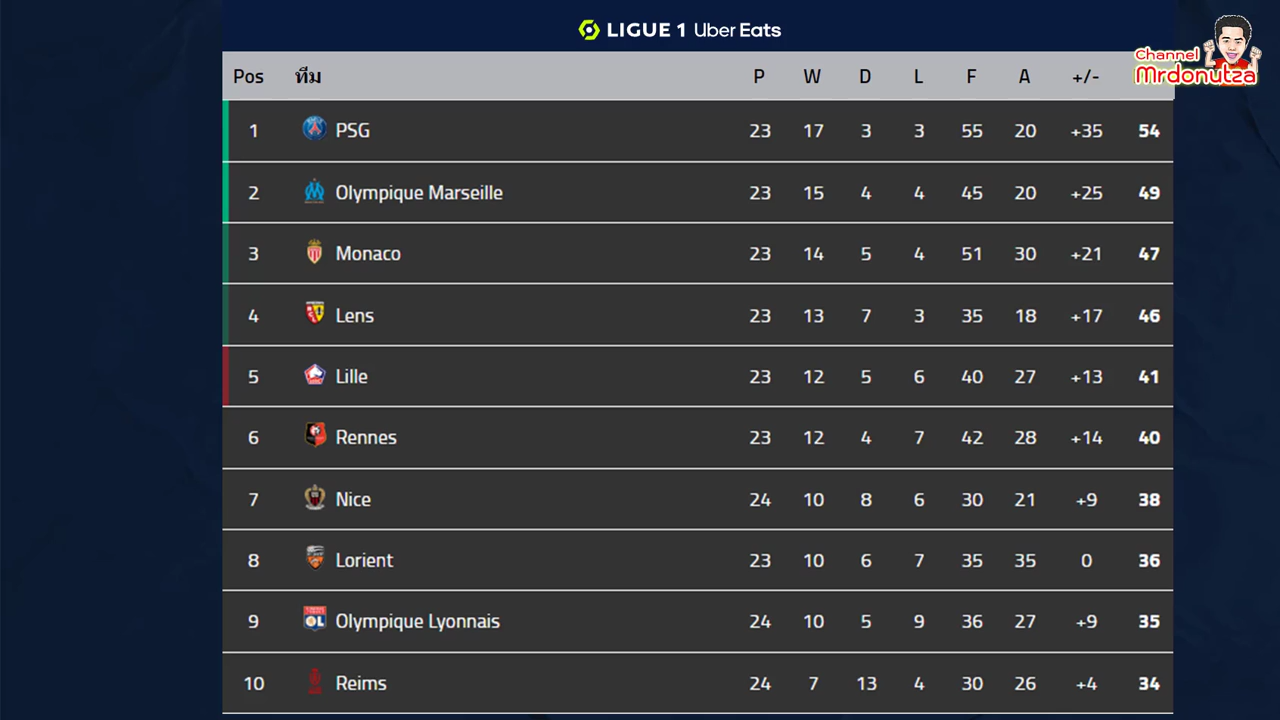 LIGUE 1 Uber Eats
Channel
Mrdonutza
Pos ทีม P W D L F A +/-
1 PSG 23 17 3 3 55 20 +35 54
2 Olympique Marseille 23 15 4 4 45 20 +25 49
3 Monaco 23 14 5 4 51 30 +21 47
4 Lens 23 13 7 3 35 18 +17 46
5 Lille 23 12 5 6 40 27 +13 41
6 Rennes 23 12 4 7 42 28 +14 40
7 Nice 24 10 8 6 30 21 +9 38
8 Lorient 23 10 6 7 35 35 0 36
9 Olympique Lyonnais 24 10 5 9 36 27 +9 35
10 Reims 24 7 13 4 30 26 +4 34